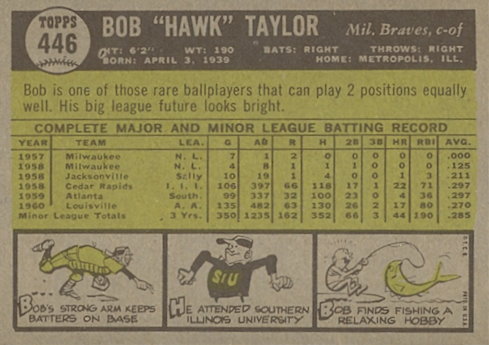 TOPPS
446
BOB "HAWK" TAYLOR
Mil. Braves, c-of
HT: 6'2" WT: 190 BATS: RIGHT THROWS: RIGHT
BORN: APRIL 3, 1939 HOME: METROPOLIS, ILL.
Bob is one of those rare ballplayers that can play 2 positions equally
well. His big league future looks bright.
COMPLETE MAJOR AND MINOR LEAGUE BATTING RECORD
YEAR TEAM LEA. G AB R H 2B 3B HR RBI AVG.
1957 Milwaukee N. L. 7 1 2 0 0 0 0 0 .000
1958 Milwaukee N. L. 4 8 1 1 1 0 0 0 .125
1958 Jacksonville Sally 10 19 1 4 0 0 1 3 .211
1958 Cedar Rapids I. I. I. 106 397 66 118 17 1 22 71 .297
1959 Atlanta South. 99 337 32 100 23 0 4 36 .297
1960 Louisville A. A. 135 482 63 130 26 2 17 80 .270
Minor League Totals 3 Yrs. 350 1235 162 352 66 3 44 190 .285
SIU
BOB'S STRONG ARM KEEPS
BATTERS ON BASE
HE ATTENDED SOUTHERN
ILLINOIS UNIVERSITY
BOB FINDS FISHING A
RELAXING HOBBY